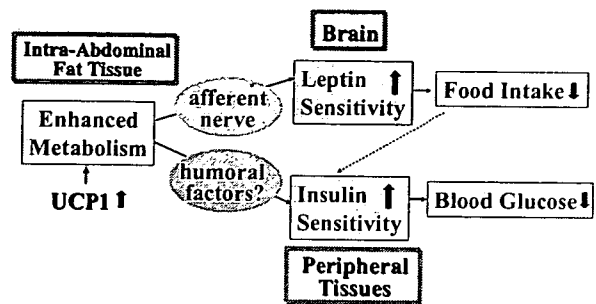 Brain
Intra-Abdominal
Fat Tissue
afferent
nerve
Leptin ↑
Sensitivity
Food Intake ↓
Enhanced
Metabolism
humoral
factors?
UCP1 ↑
Insulin ↑
Sensitivity
Blood Glucose ↓
Peripheral
Tissues